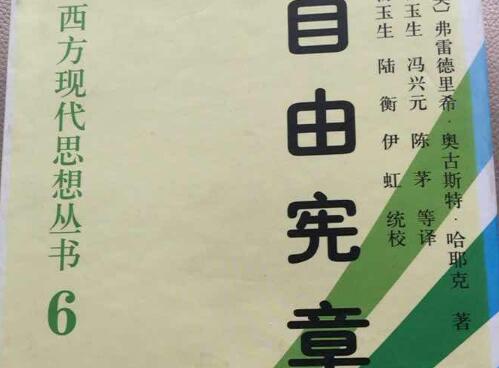 弗雷德里希·奥古斯特·哈耶克 著
玉生 冯兴元 陈茅 等译
玉生 陆衡 伊虹 统校
自由宪章
西方现代思想丛书 6